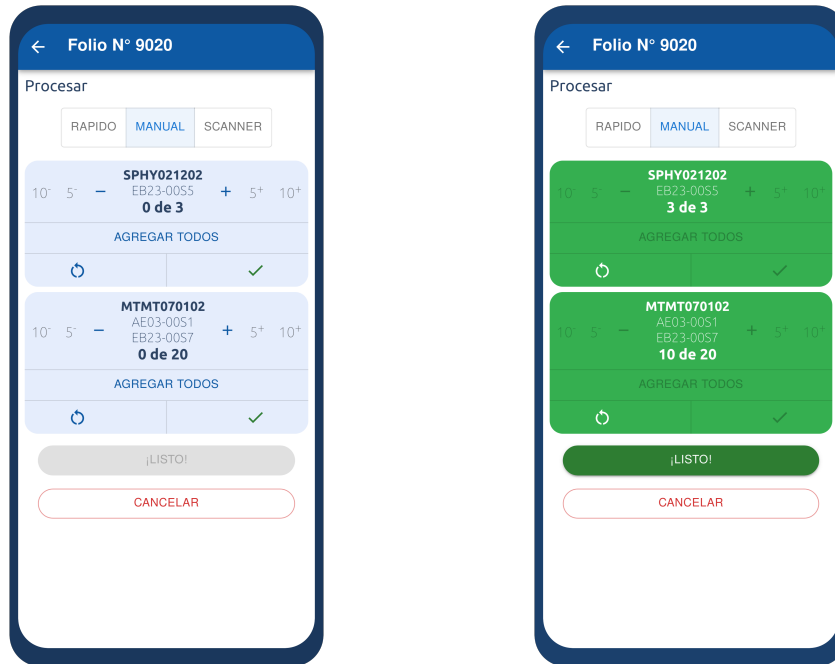 Folio N° 9020
Procesar
RAPIDO MANUAL SCANNER
SPHY021202
10- 5- − EB23-00S5 + 5+ 10+
0 de 3
AGREGAR TODOS
MTMT070102
AE03-00S1
10- 5- − EB23-00S7 + 5+ 10+
0 de 20
AGREGAR TODOS
¡LISTO!
CANCELAR
Folio N° 9020
Procesar
RAPIDO MANUAL SCANNER
SPHY021202
10- 5- − EB23-00S5 + 5+ 10+
3 de 3
AGREGAR TODOS
MTMT070102
AE03-00S1
10- 5- − EB23-00S7 + 5+ 10+
10 de 20
AGREGAR TODOS
¡LISTO!
CANCELAR